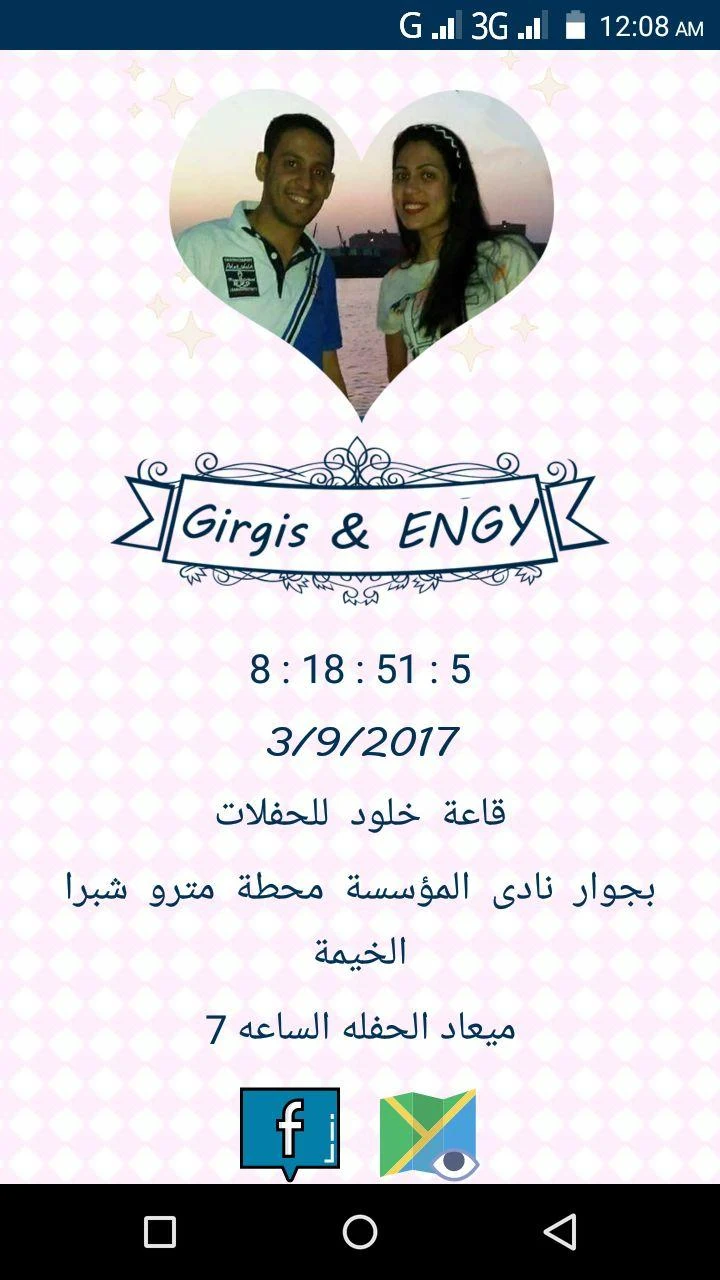 G 3G 12:08 AM
Girgis & ENGY
8 : 18 : 51 : 5
3/9/2017
قاعة خلود للحفلات
بجوار نادى المؤسسة محطة مترو شبرا
الخيمة
ميعاد الحفله الساعه 7
f